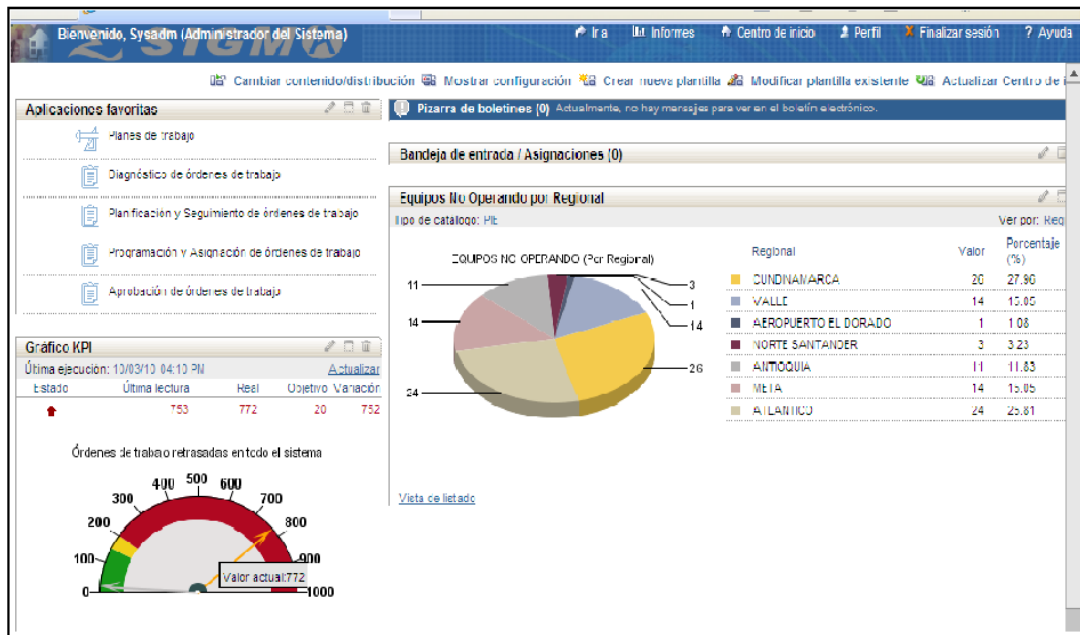 Bienvenido, Sysadm (Administrador del Sistema)
SIGMA
Ir a Informes Centro de inicio Perfil X Finalizar sesión ? Ayuda
Cambiar contenido/distribución Mostrar configuración Crear nueva plantilla Modificar plantilla existente Actualizar Centro de i
Aplicaciones favoritas
Planes de trabajo
Diagnóstico de órdenes de trabajo
Planificación y Seguimiento de órdenes de trabajo
Programación y Asignación de órdenes de trabajo
Aprobación de órdenes de trabajo
Pizarra de boletines (0) Actualmente, no hay mensajes para ver en el boletín electrónico.
Bandeja de entrada / Asignaciones (0)
Equipos No Operando por Regional
Tipo de catálogo: PIE Ver por: Reg
EQUIPOS NO OPERANDO (Por Regional)
11
14
24
3
1
14
26
Regional Valor Porcentaje (%)
CUNDINAMARCA 26 27.96
VALLE 14 15.05
AEROPUERTO EL DORADO 1 1.08
NORTE SANTANDER 3 3.23
ANTIOQUIA 11 11.83
META 14 15.05
ATLANTICO 24 25.81
Vista de listado
Gráfico KPI
Última ejecución: 04:10 PM Actualizar
Estado Última lectura Real Objetivo Variación
753 772 20 752
Órdenes de trabajo retrasadas en todo el sistema
0
100
200
300
400
500
600
700
800
900
1000
Valor actual:772